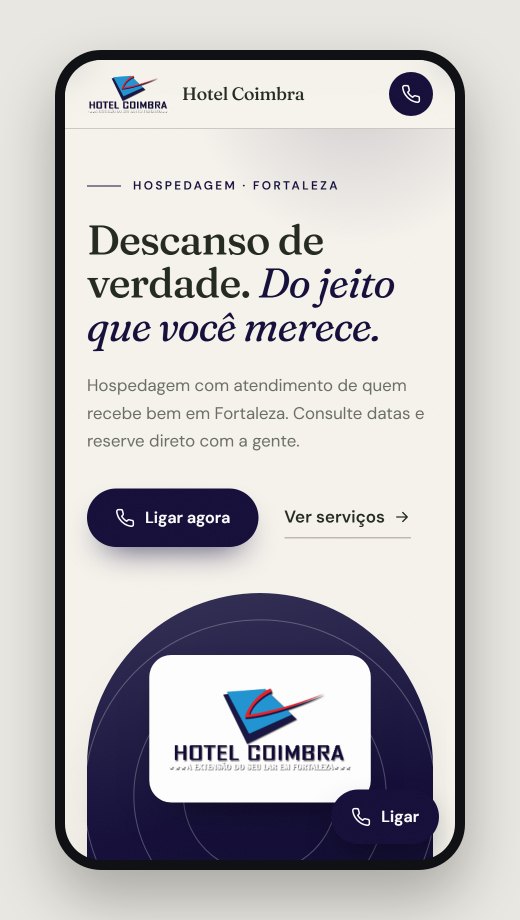 HOTEL COIMBRA
Hotel Coimbra
HOSPEDAGEM · FORTALEZA
Descanso de
verdade. Do jeito
que você merece.
Hospedagem com atendimento de quem
recebe bem em Fortaleza. Consulte datas e
reserve direto com a gente.
Ligar agora
Ver serviços →
HOTEL COIMBRA
★★★★A EXTENSÃO DO SEU LAR EM FORTALEZA★★★★
Ligar